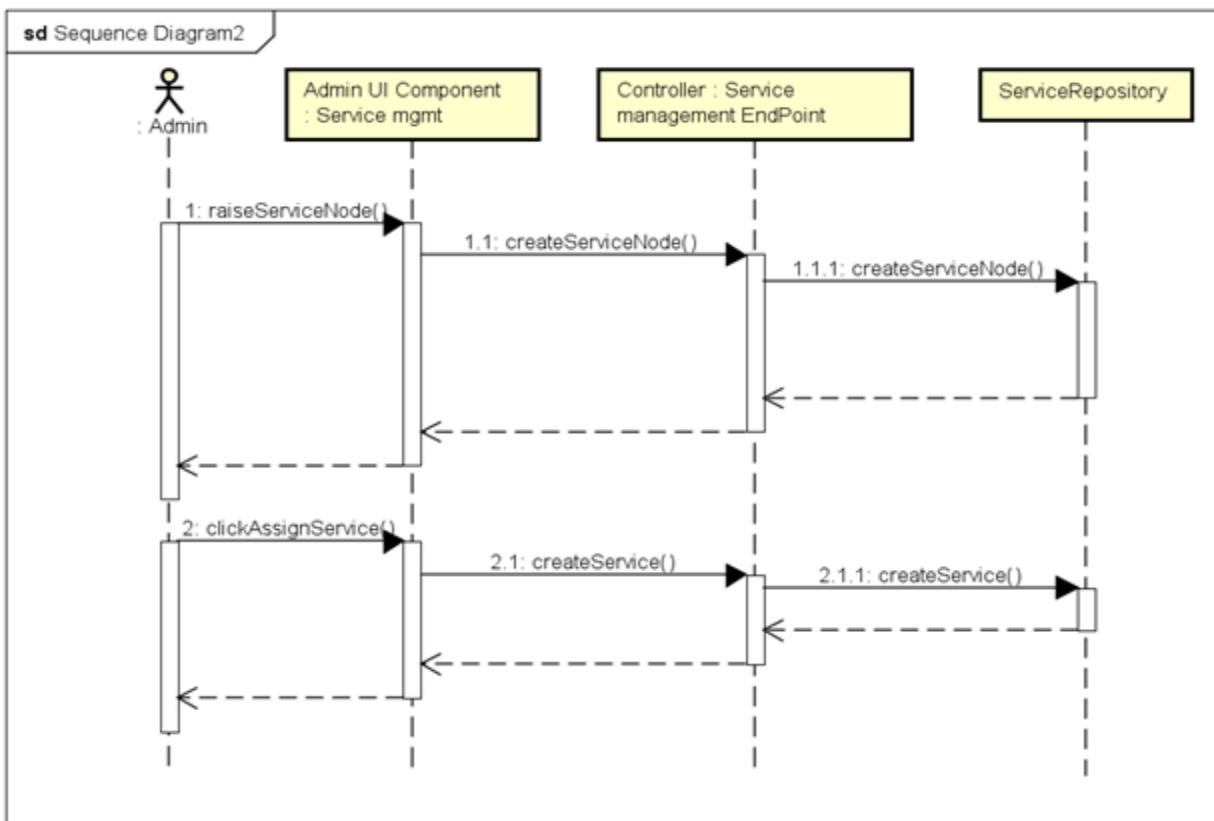 sd Sequence Diagram2
: Admin
Admin UI Component
: Service mgmt
Controller : Service
management EndPoint
ServiceRepository
1: raiseServiceNode()
1.1: createServiceNode()
1.1.1: createServiceNode()
2: clickAssignService()
2.1: createService()
2.1.1: createService()